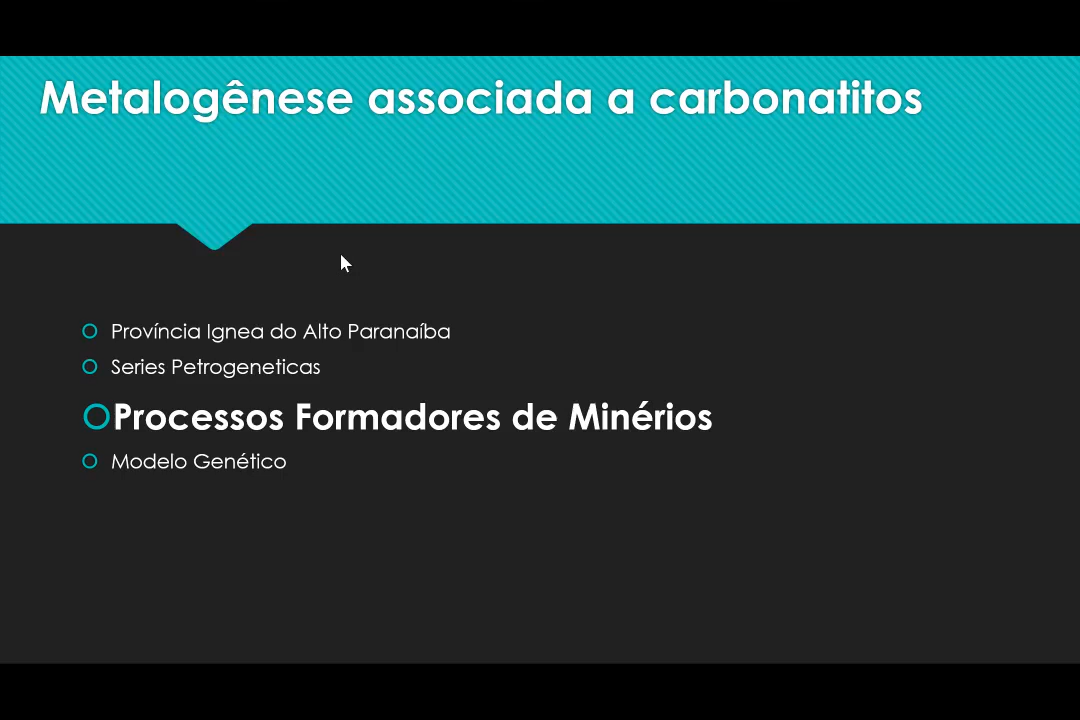 Metalogênese associada a carbonatitos
Província Ignea do Alto Paranaíba
Series Petrogeneticas
Processos Formadores de Minérios
Modelo Genético